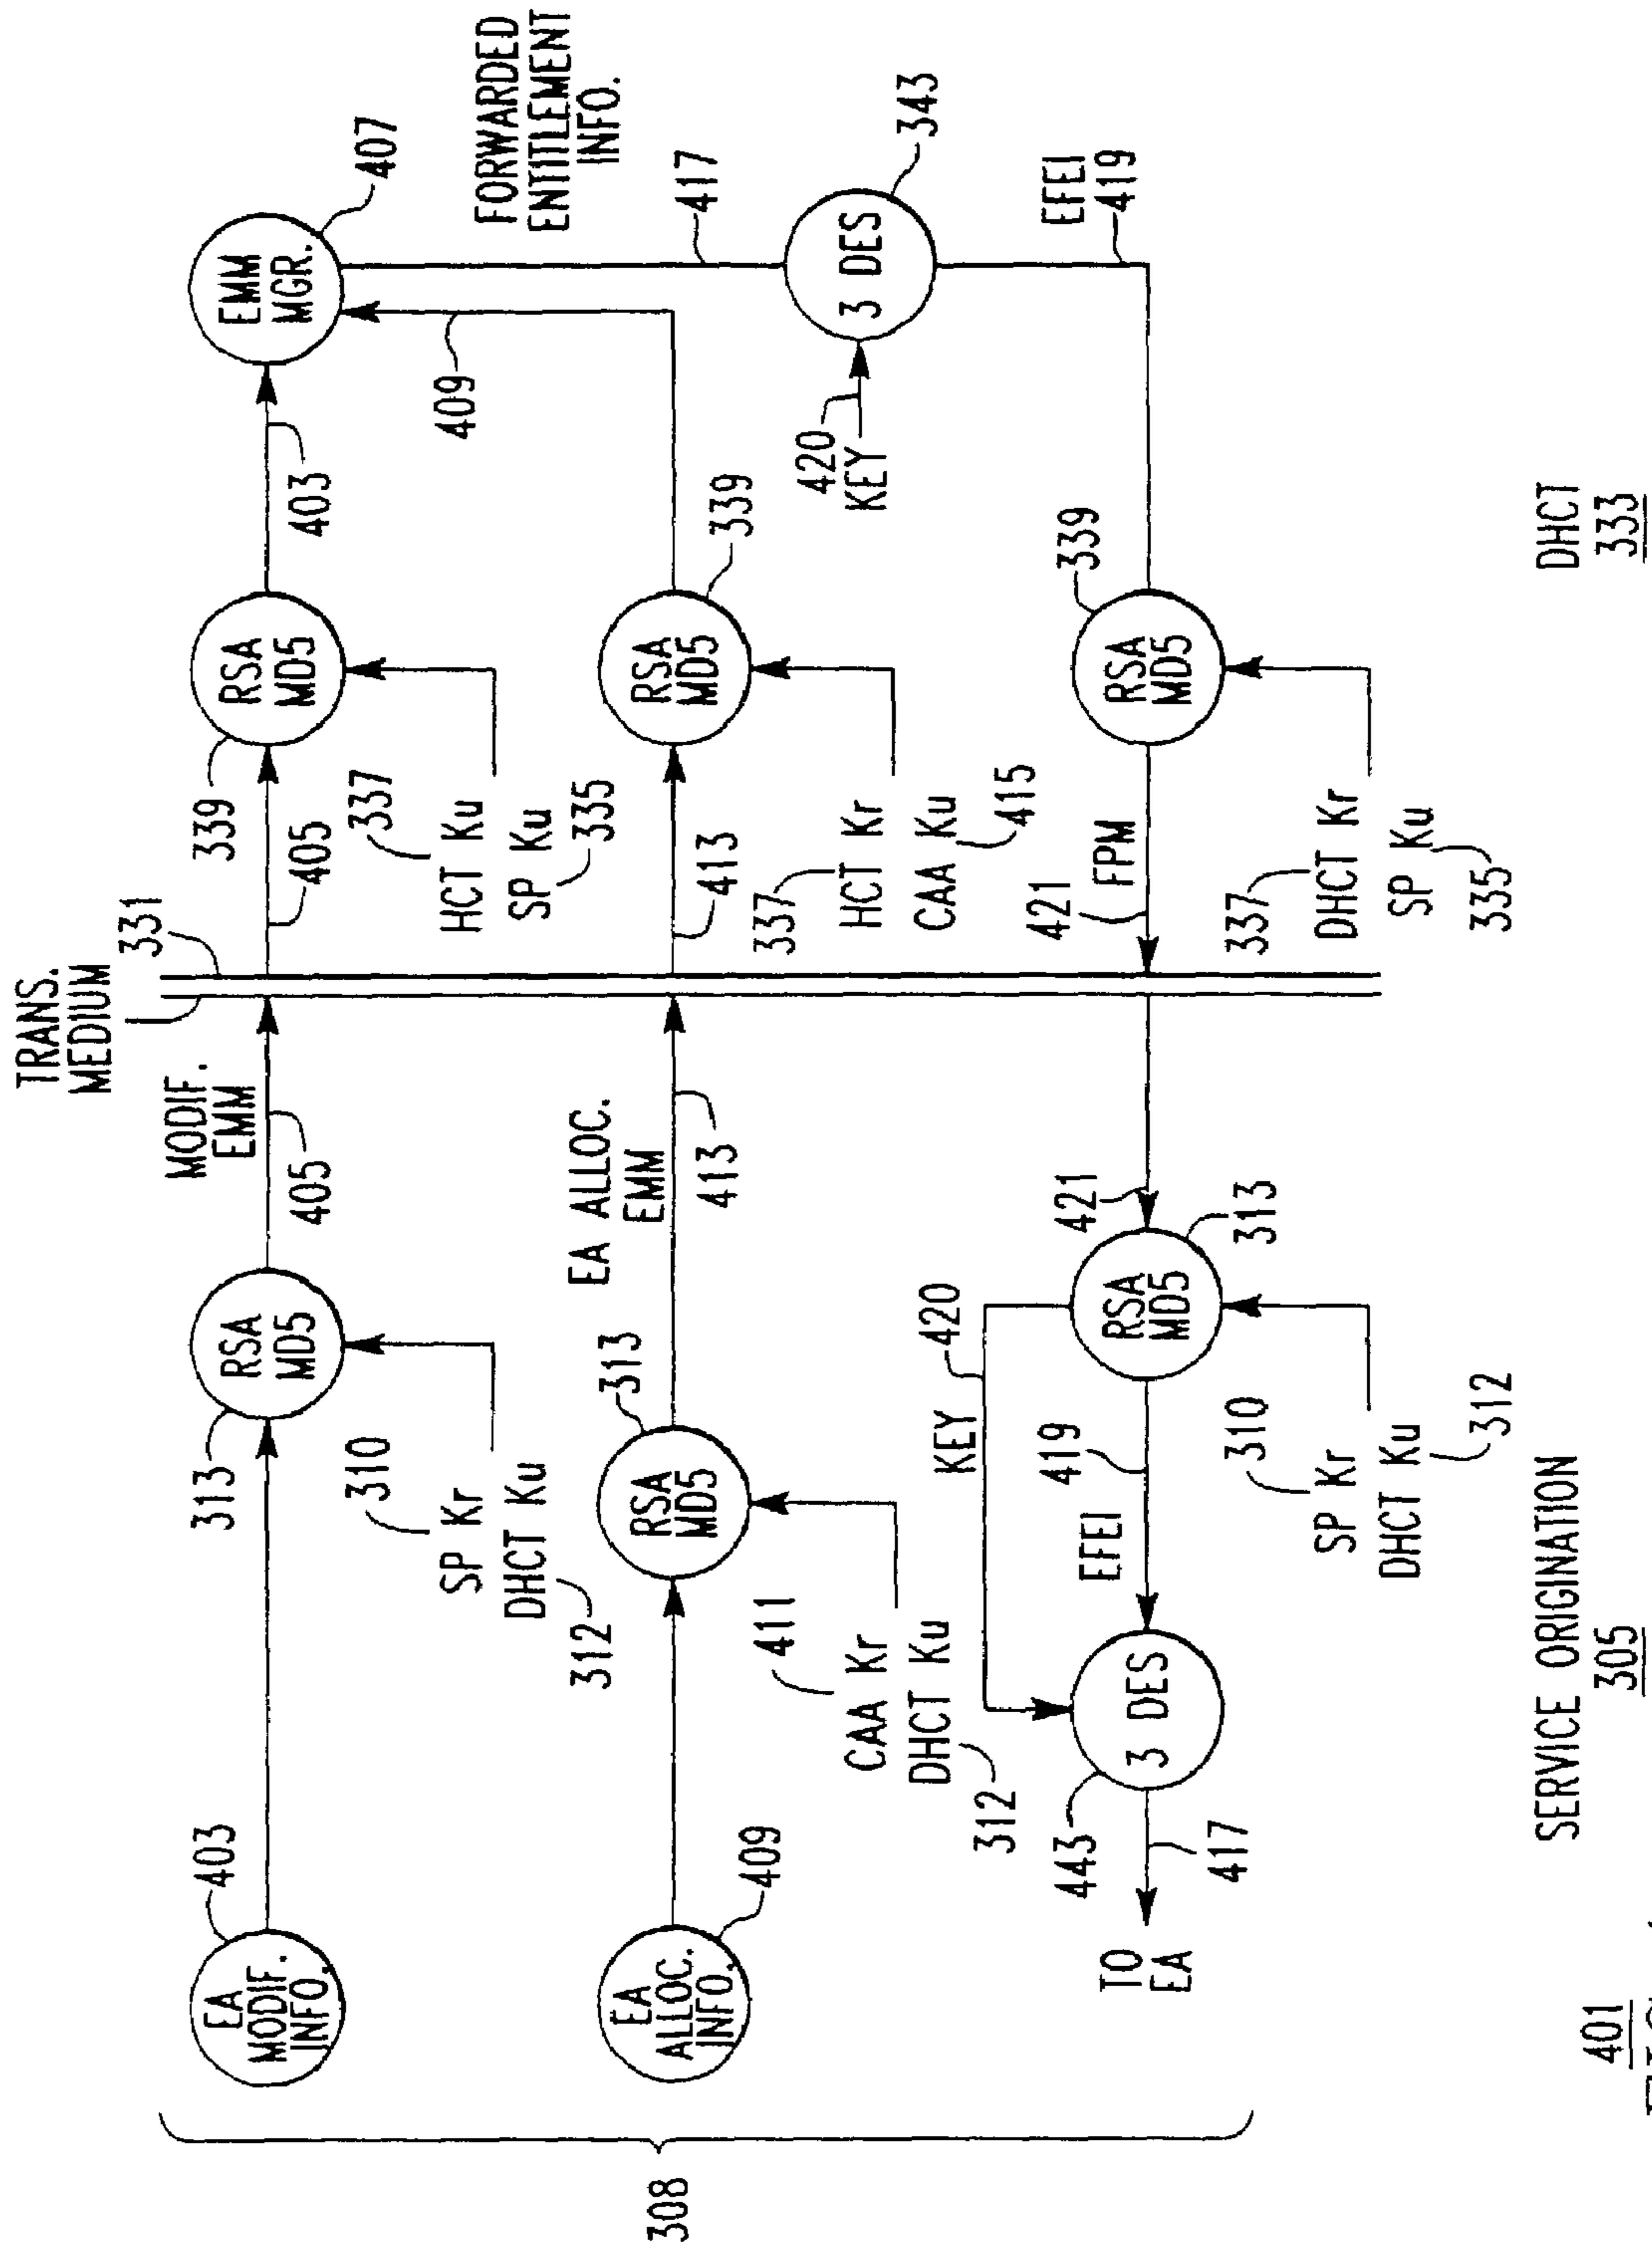 TRANS.
MEDIUM
331
308
EA
MODIF.
INFO.
403
313
RSA
MD5
310
SP Kr
DHCT Ku
312
MODIF.
EMM
405
405
339
RSA
MD5
337
HCT Ku
SP Ku
335
403
EMM
MGR.
407
EA
ALLOC.
INFO.
409
RSA
MD5
313
411
CAA Kr
DHCT Ku
312
EA ALLOC.
EMM
413
413
RSA
MD5
339
337
HCT Kr
CAA Ku
415
409
FORWARDED
ENTITLEMENT
INFO.
417
3 DES
343
420
KEY
EFEI
419
RSA
MD5
339
337
DHCT Kr
SP Ku
335
421
FPM
421
RSA
MD5
313
310
SP Kr
DHCT Ku
312
KEY
420
419
EFEI
3 DES
443
417
TO
EA
SERVICE ORIGINATION
305
DHCT
333
401